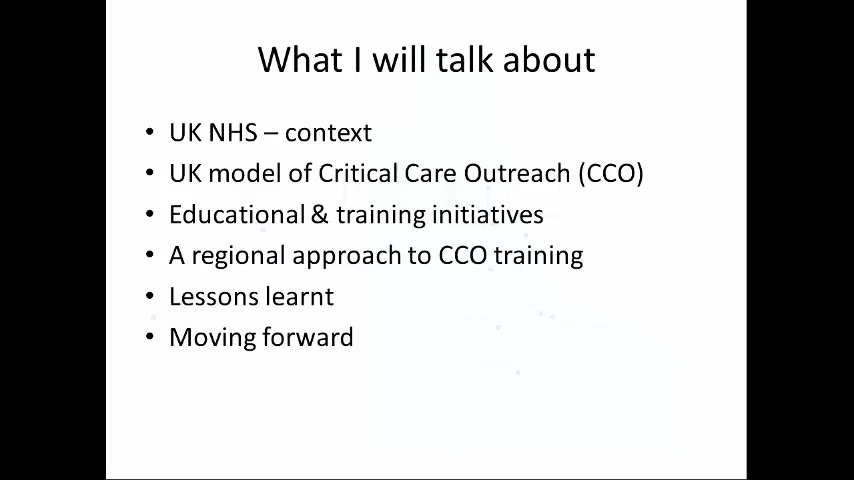 What I will talk about
• UK NHS – context
• UK model of Critical Care Outreach (CCO)
• Educational & training initiatives
• A regional approach to CCO training
• Lessons learnt
• Moving forward